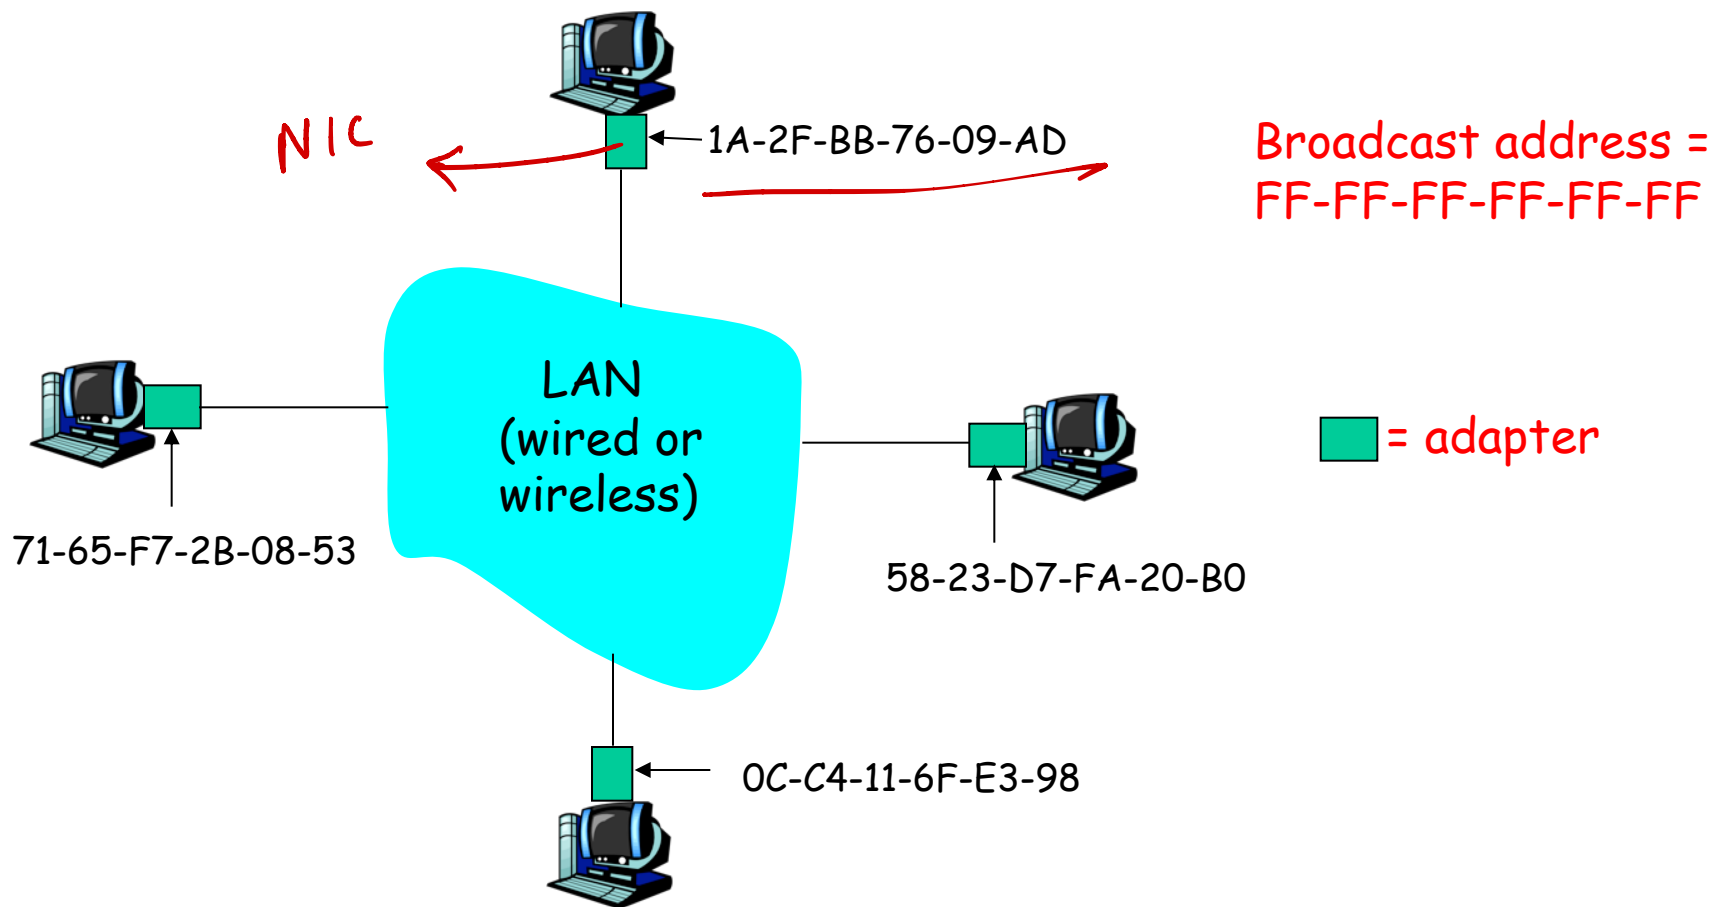 NIC
1A-2F-BB-76-09-AD
Broadcast address =
FF-FF-FF-FF-FF-FF
LAN
(wired or
wireless)
= adapter
71-65-F7-2B-08-53
58-23-D7-FA-20-B0
0C-C4-11-6F-E3-98